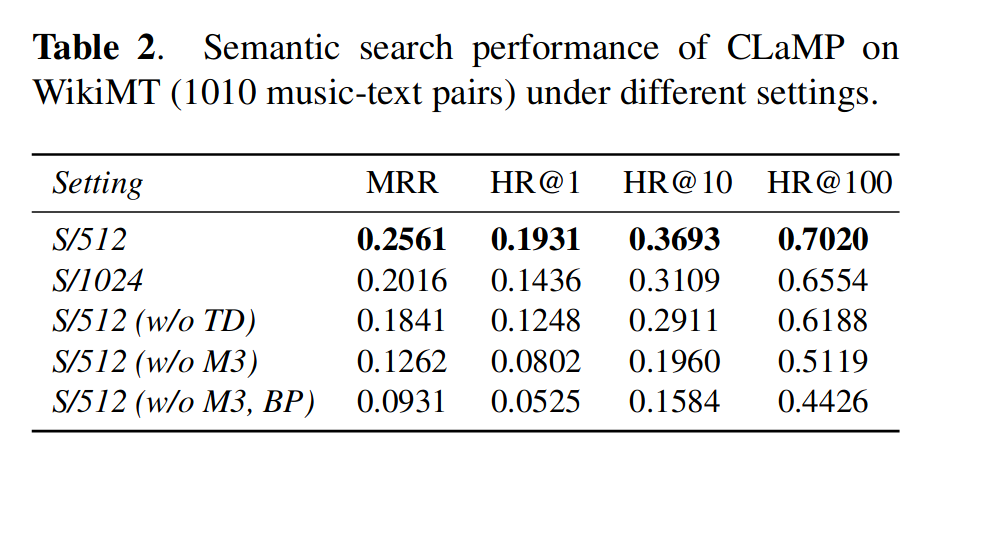 Table 2. Semantic search performance of CLaMP on
WikiMT (1010 music-text pairs) under different settings.
Setting MRR HR@1 HR@10 HR@100
S/512 0.2561 0.1931 0.3693 0.7020
S/1024 0.2016 0.1436 0.3109 0.6554
S/512 (w/o TD) 0.1841 0.1248 0.2911 0.6188
S/512 (w/o M3) 0.1262 0.0802 0.1960 0.5119
S/512 (w/o M3, BP) 0.0931 0.0525 0.1584 0.4426